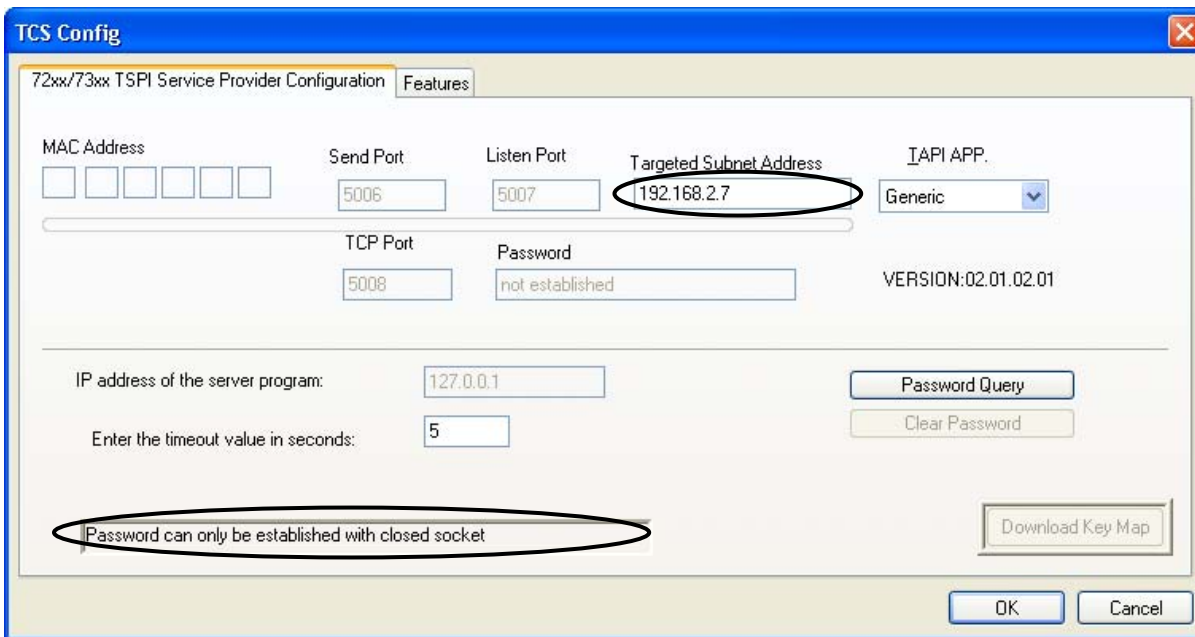 TCS Config
72xx/73xx TSPI Service Provider Configuration
Features
MAC Address
Send Port
Listen Port
Targeted Subnet Address
TAPI APP.
5006
5007
192.168.2.7
Generic
TCP Port
Password
5008
not established
VERSION:02.01.02.01
IP address of the server program:
127.0.0.1
Password Query
Enter the timeout value in seconds:
5
Clear Password
Password can only be established with closed socket
Download Key Map
OK
Cancel